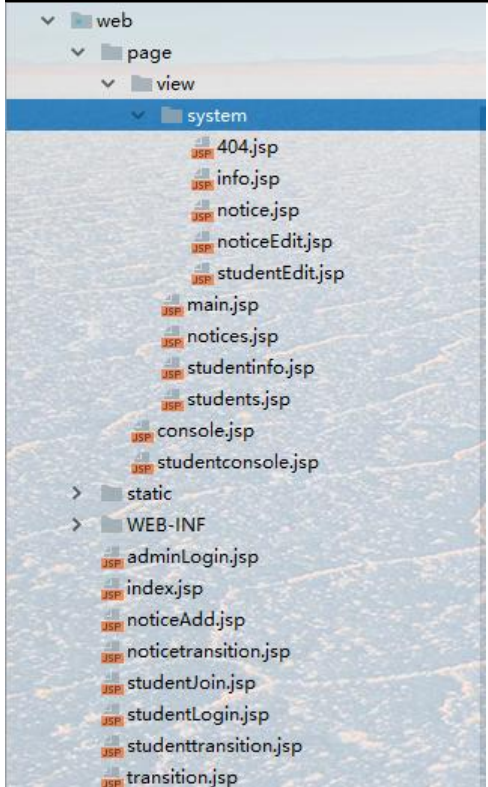 web
page
view
system
404.jsp
info.jsp
notice.jsp
noticeEdit.jsp
studentEdit.jsp
main.jsp
notices.jsp
studentinfo.jsp
students.jsp
console.jsp
studentconsole.jsp
static
WEB-INF
adminLogin.jsp
index.jsp
noticeAdd.jsp
noticetransition.jsp
studentJoin.jsp
studentLogin.jsp
studenttransition.jsp
transition.jsp